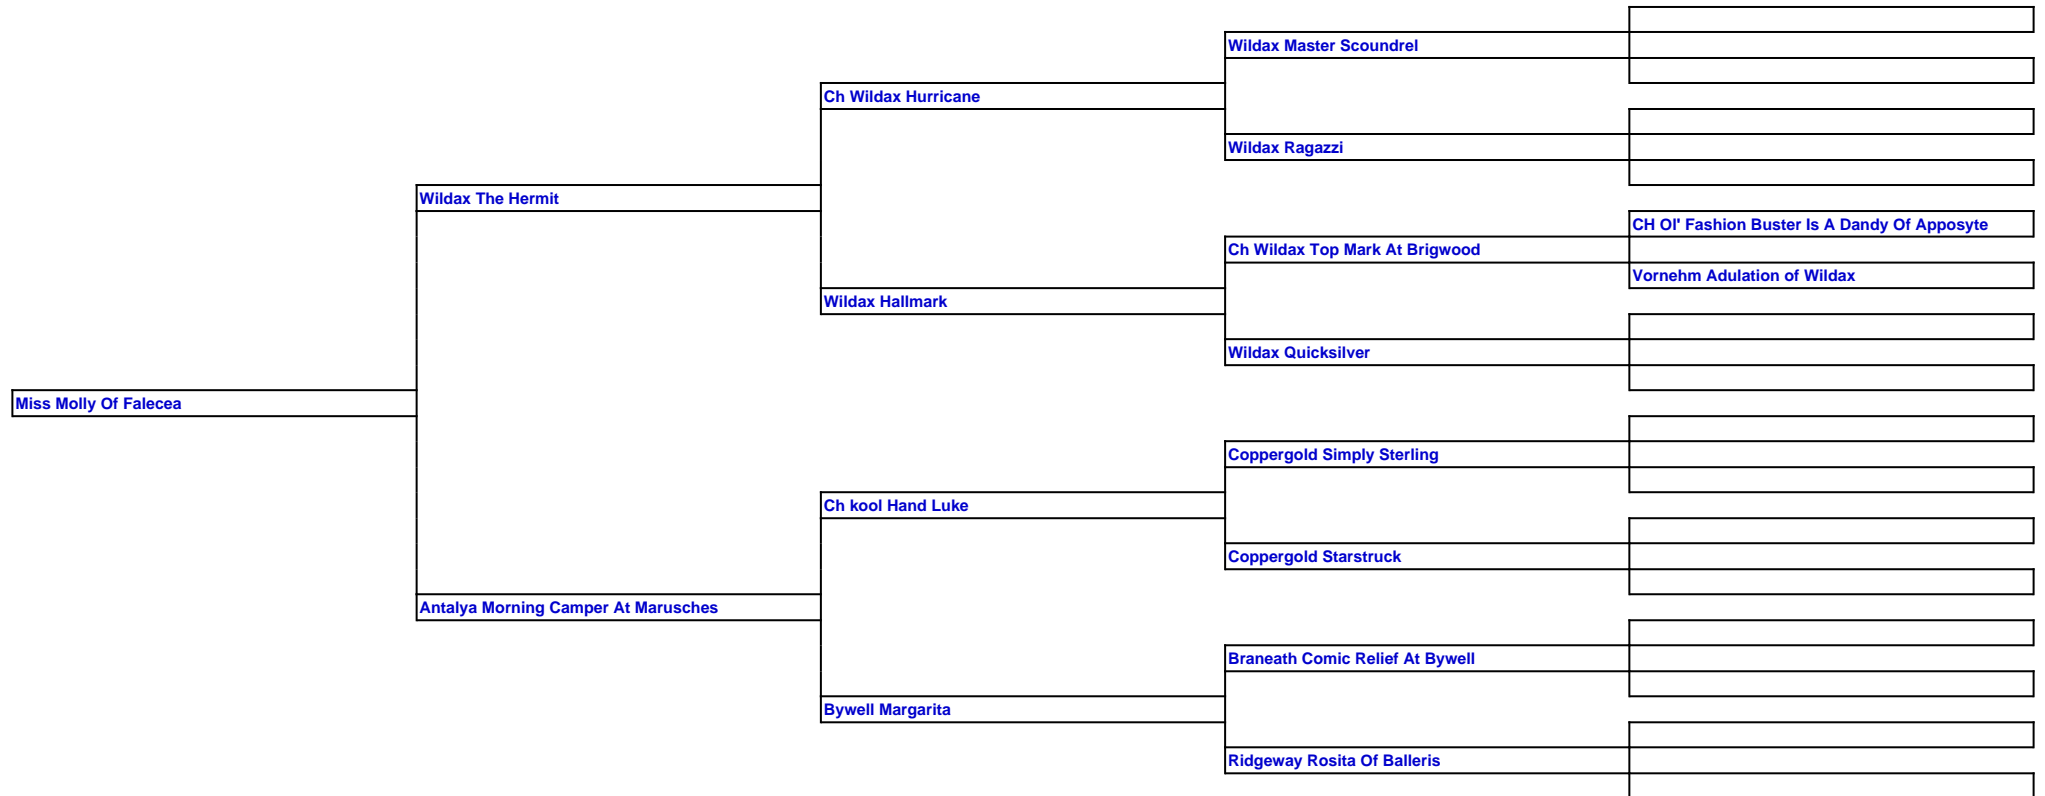 Wildax Master Scoundrel
Ch Wildax Hurricane
Wildax Ragazzi
Wildax The Hermit
CH Ol' Fashion Buster Is A Dandy Of Apposyte
Ch Wildax Top Mark At Brigwood
Vornehm Adulation of Wildax
Wildax Hallmark
Wildax Quicksilver
Miss Molly Of Falecea
Coppergold Simply Sterling
Ch kool Hand Luke
Coppergold Starstruck
Antalya Morning Camper At Marusches
Braneath Comic Relief At Bywell
Bywell Margarita
Ridgeway Rosita Of Balleris